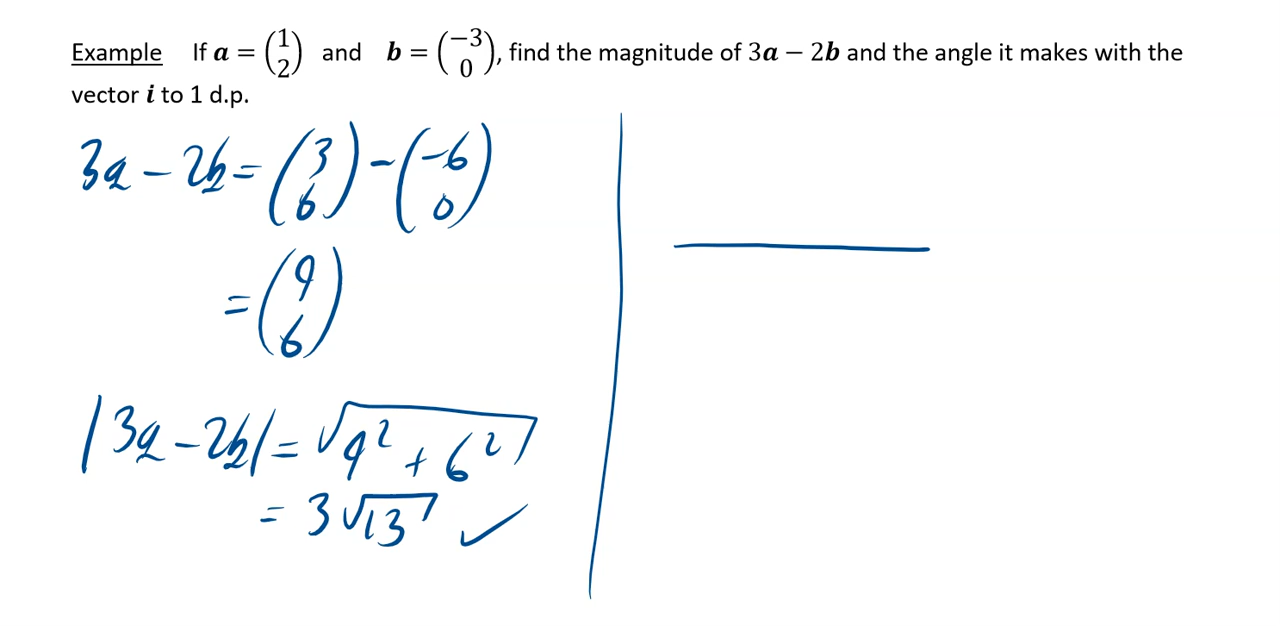 Example If a = (1 2) and b = (−3 0), find the magnitude of 3a − 2b and the angle it makes with the
vector i to 1 d.p.
3a − 2b = (3 6) − (−6 0)
= (9 6)
|3a − 2b| = √9² + 6²
= 3√13 ✓